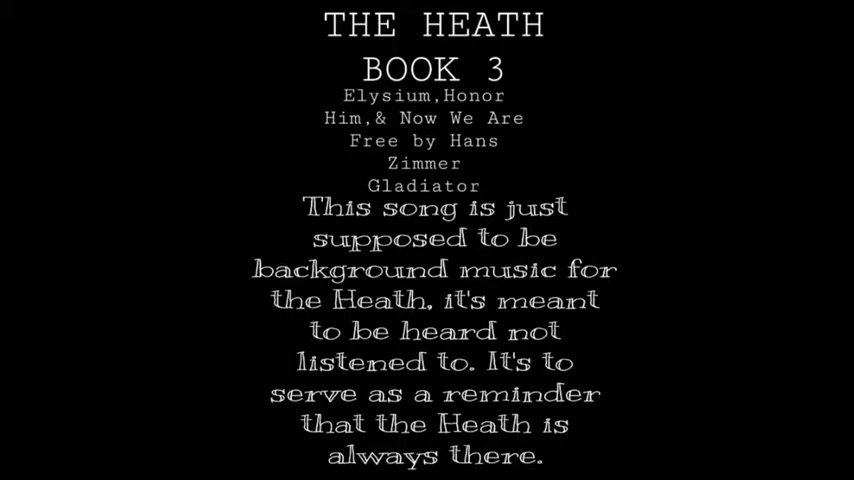 THE HEATH
BOOK 3
Elysium,Honor
Him,& Now We Are
Free by Hans
Zimmer
Gladiator
This song is just
supposed to be
background music for
the Heath, it's meant
to be heard not
listened to. It's to
serve as a reminder
that the Heath is
always there.